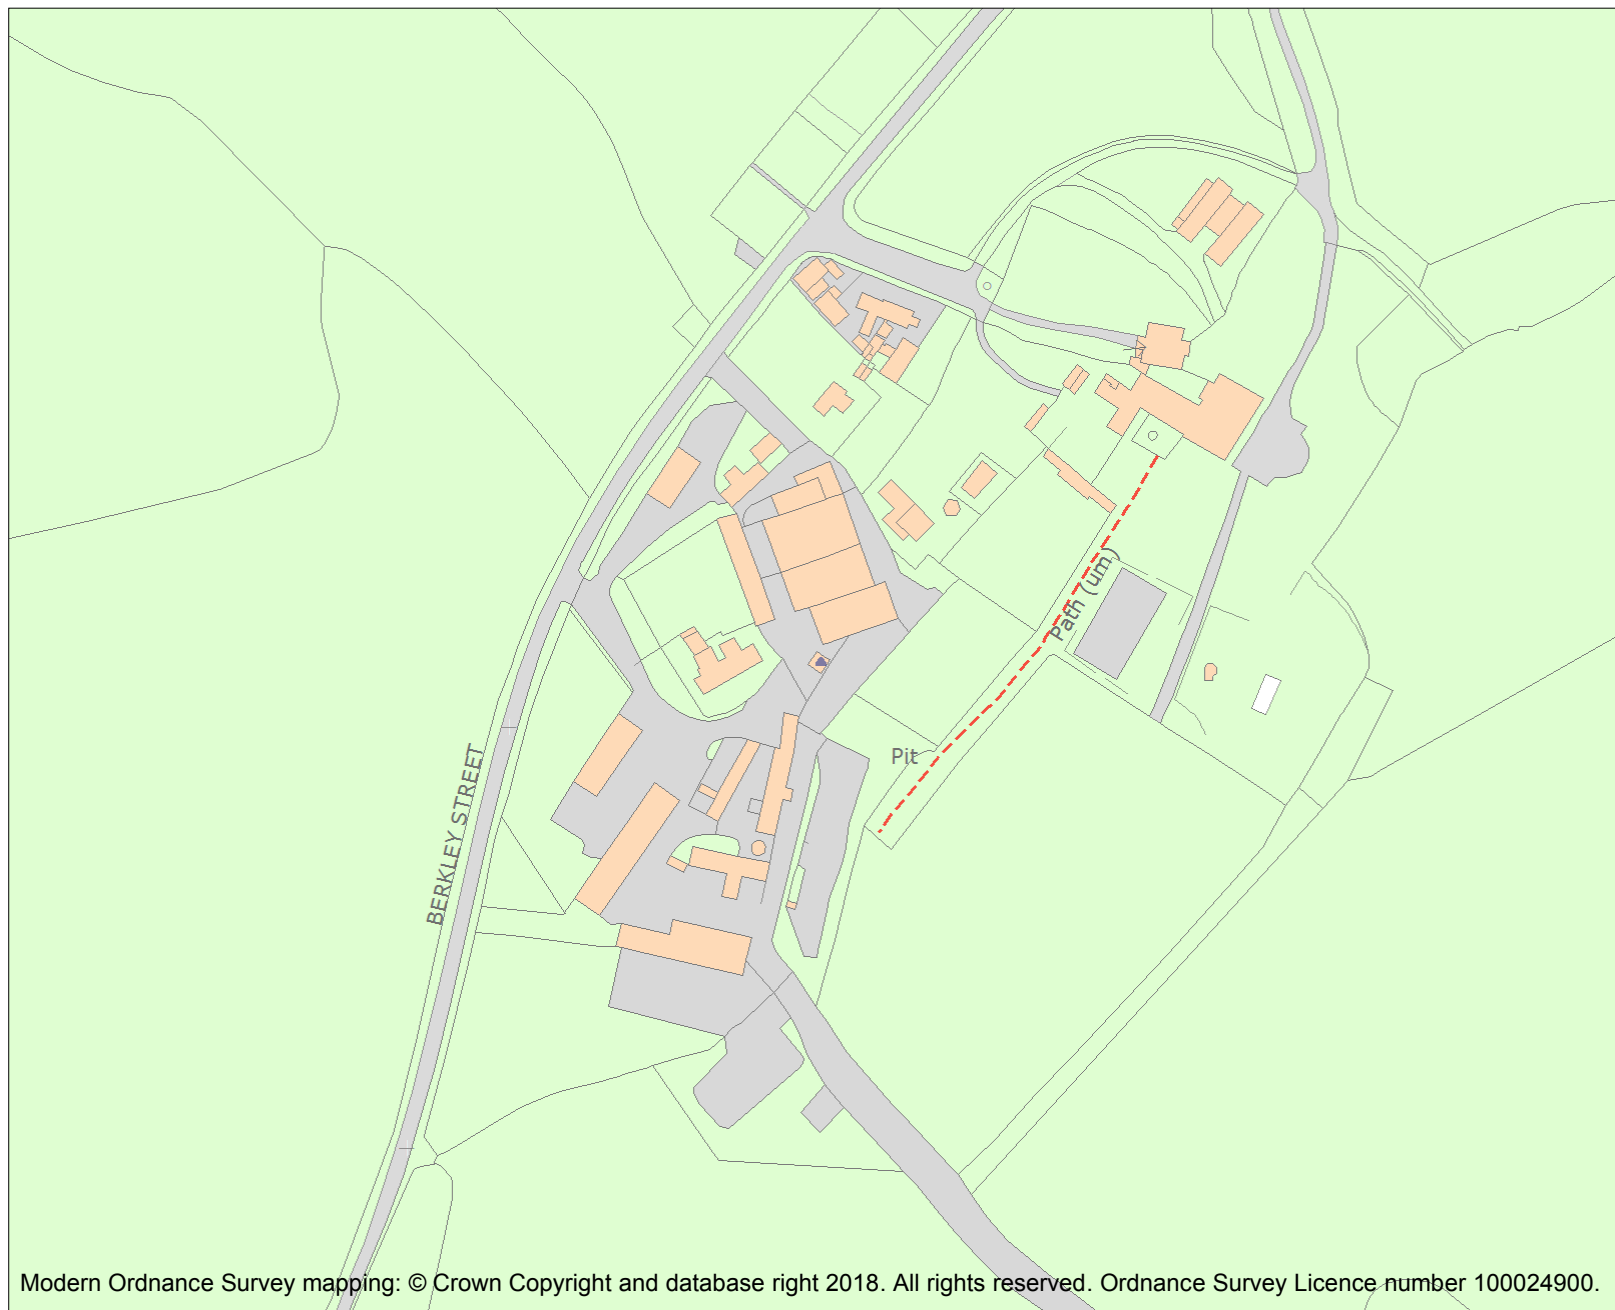 Path (um)
Pit
BERKLEY STREET
Modern Ordnance Survey mapping: © Crown Copyright and database right 2018. All rights reserved. Ordnance Survey Licence number 100024900.